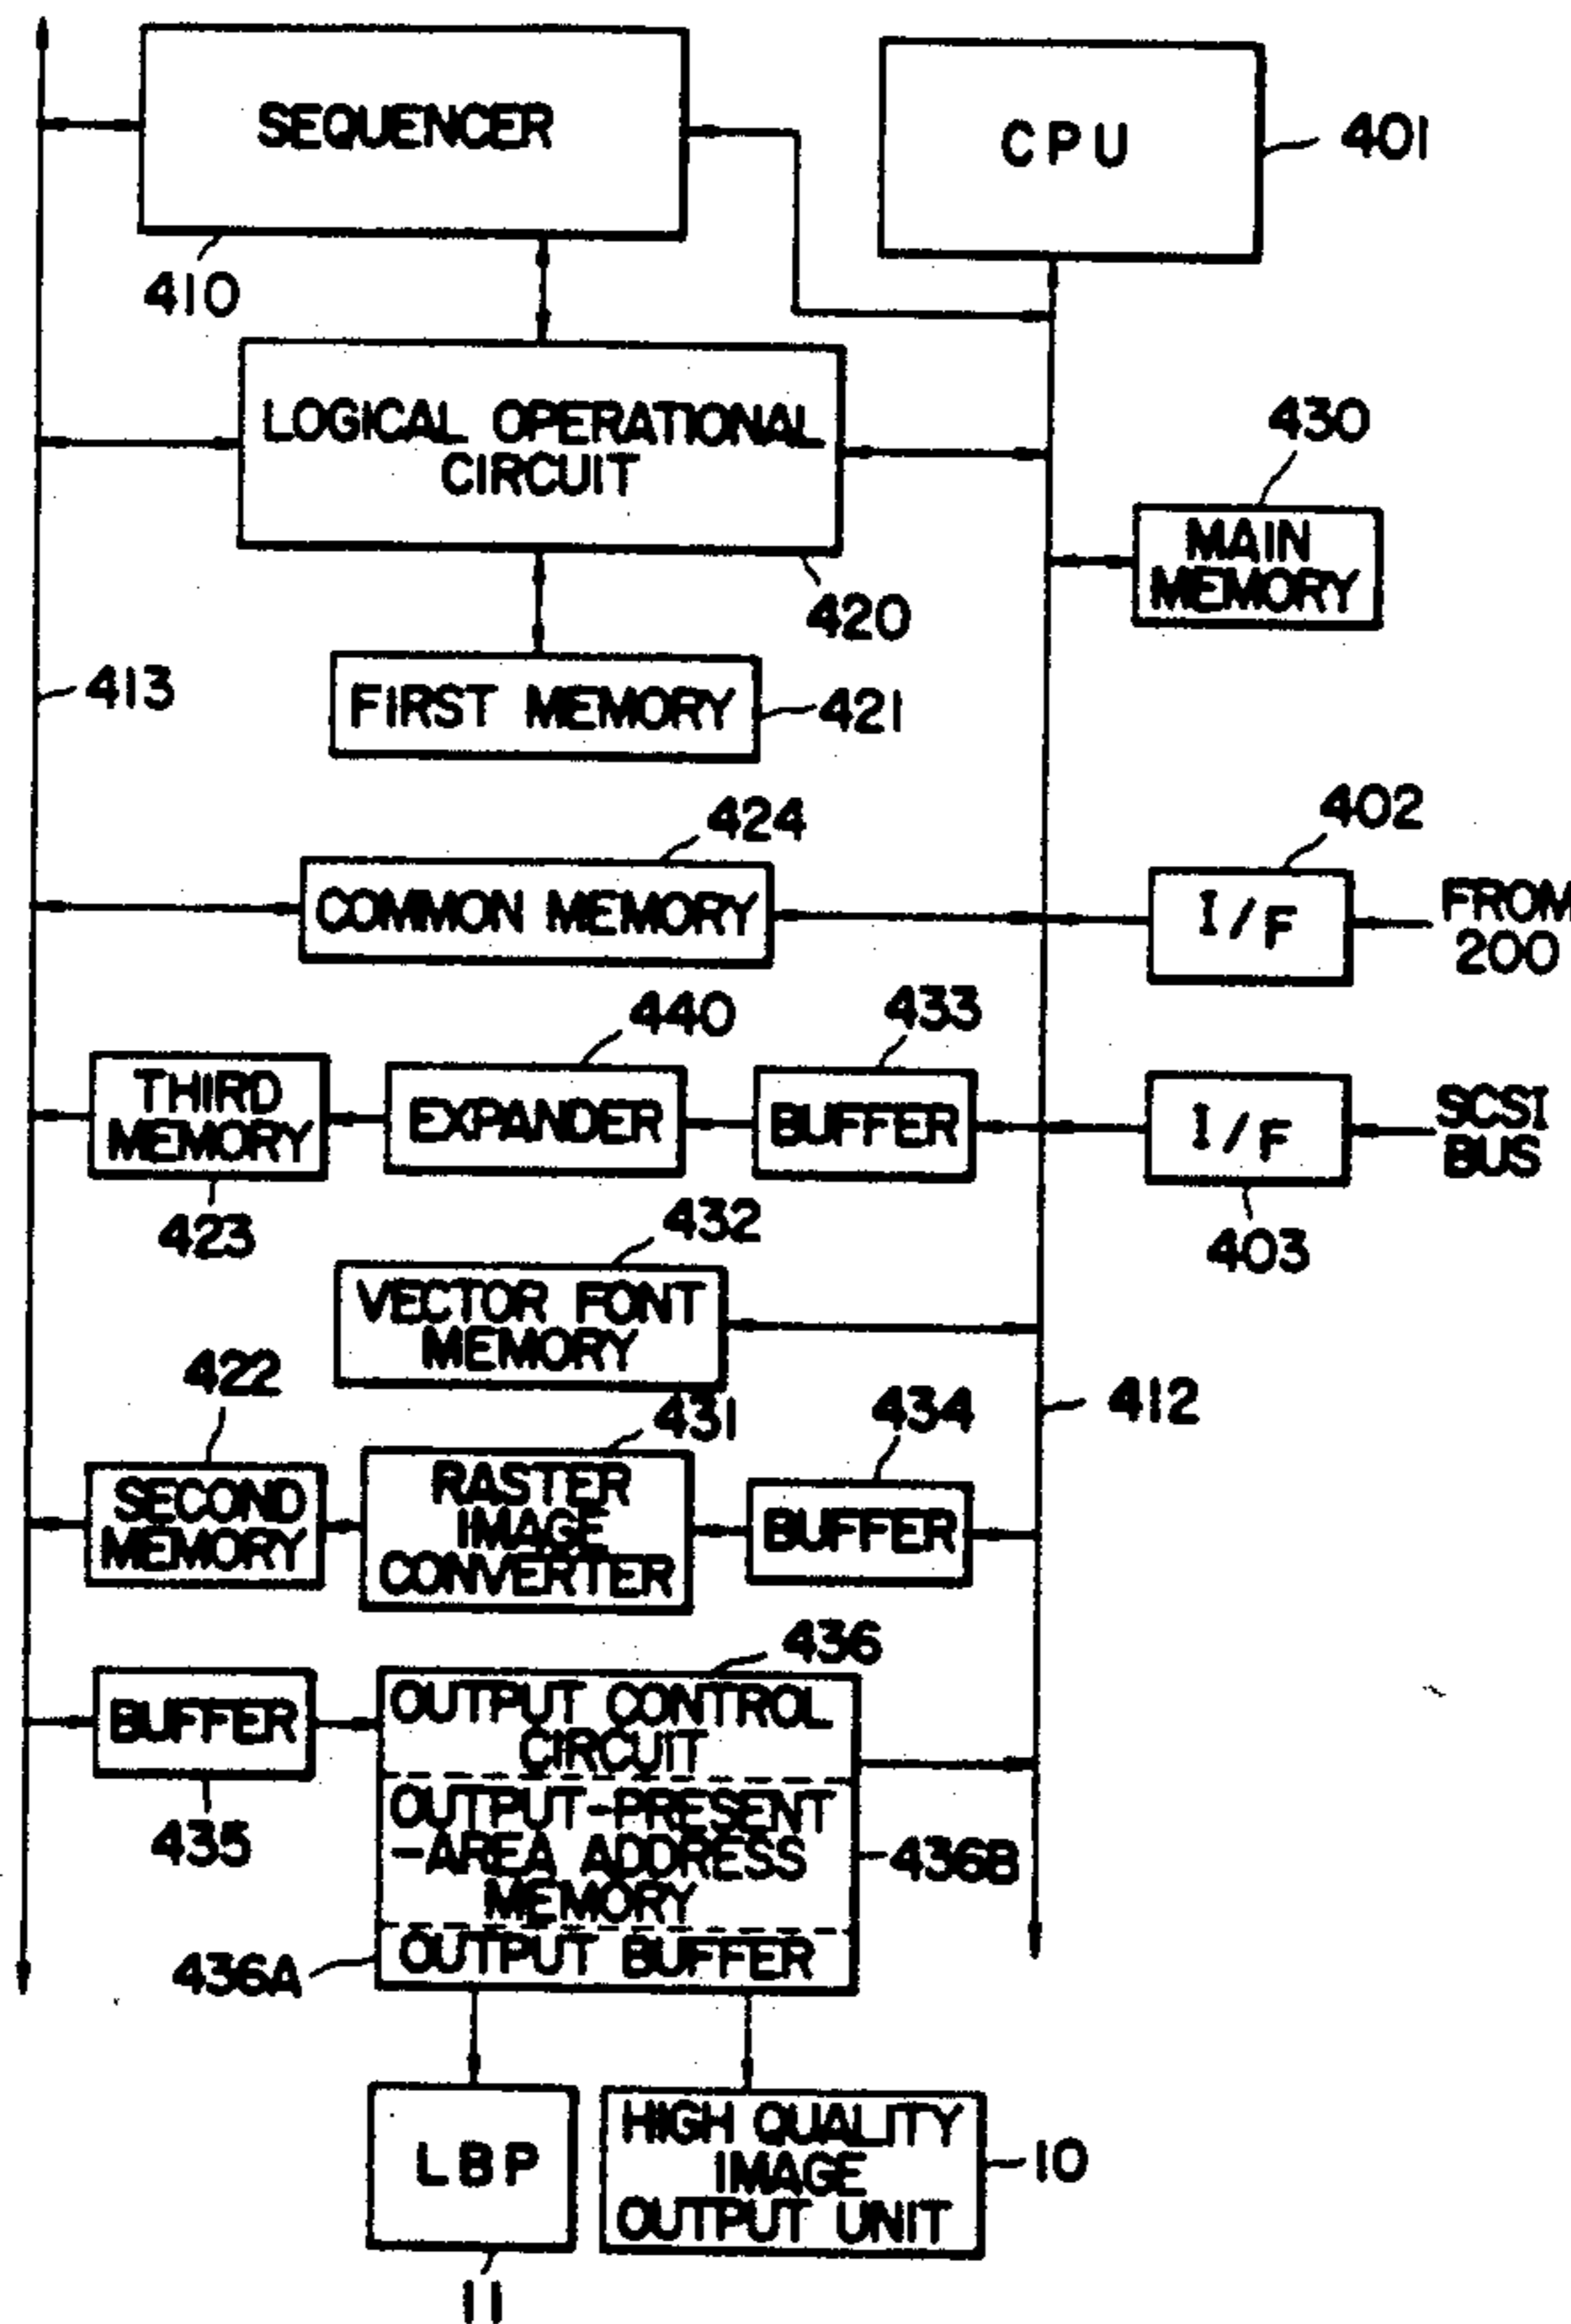 SEQUENCER
CPU
401
410
LOGICAL OPERATIONAL
CIRCUIT
430
MAIN
MEMORY
420
413
FIRST MEMORY
421
402
424
COMMON MEMORY
I/F
FROM
200
440
433
THIRD
MEMORY
EXPANDER
BUFFER
I/F
SCSI
BUS
423
432
403
VECTOR FONT
MEMORY
422
431
434
412
SECOND
MEMORY
RASTER
IMAGE
CONVERTER
BUFFER
436
BUFFER
OUTPUT CONTROL
CIRCUIT
435
OUTPUT-PRESENT
-AREA ADDRESS
MEMORY
436B
436A
OUTPUT BUFFER
LBP
HIGH QUALITY
IMAGE
OUTPUT UNIT
10
11